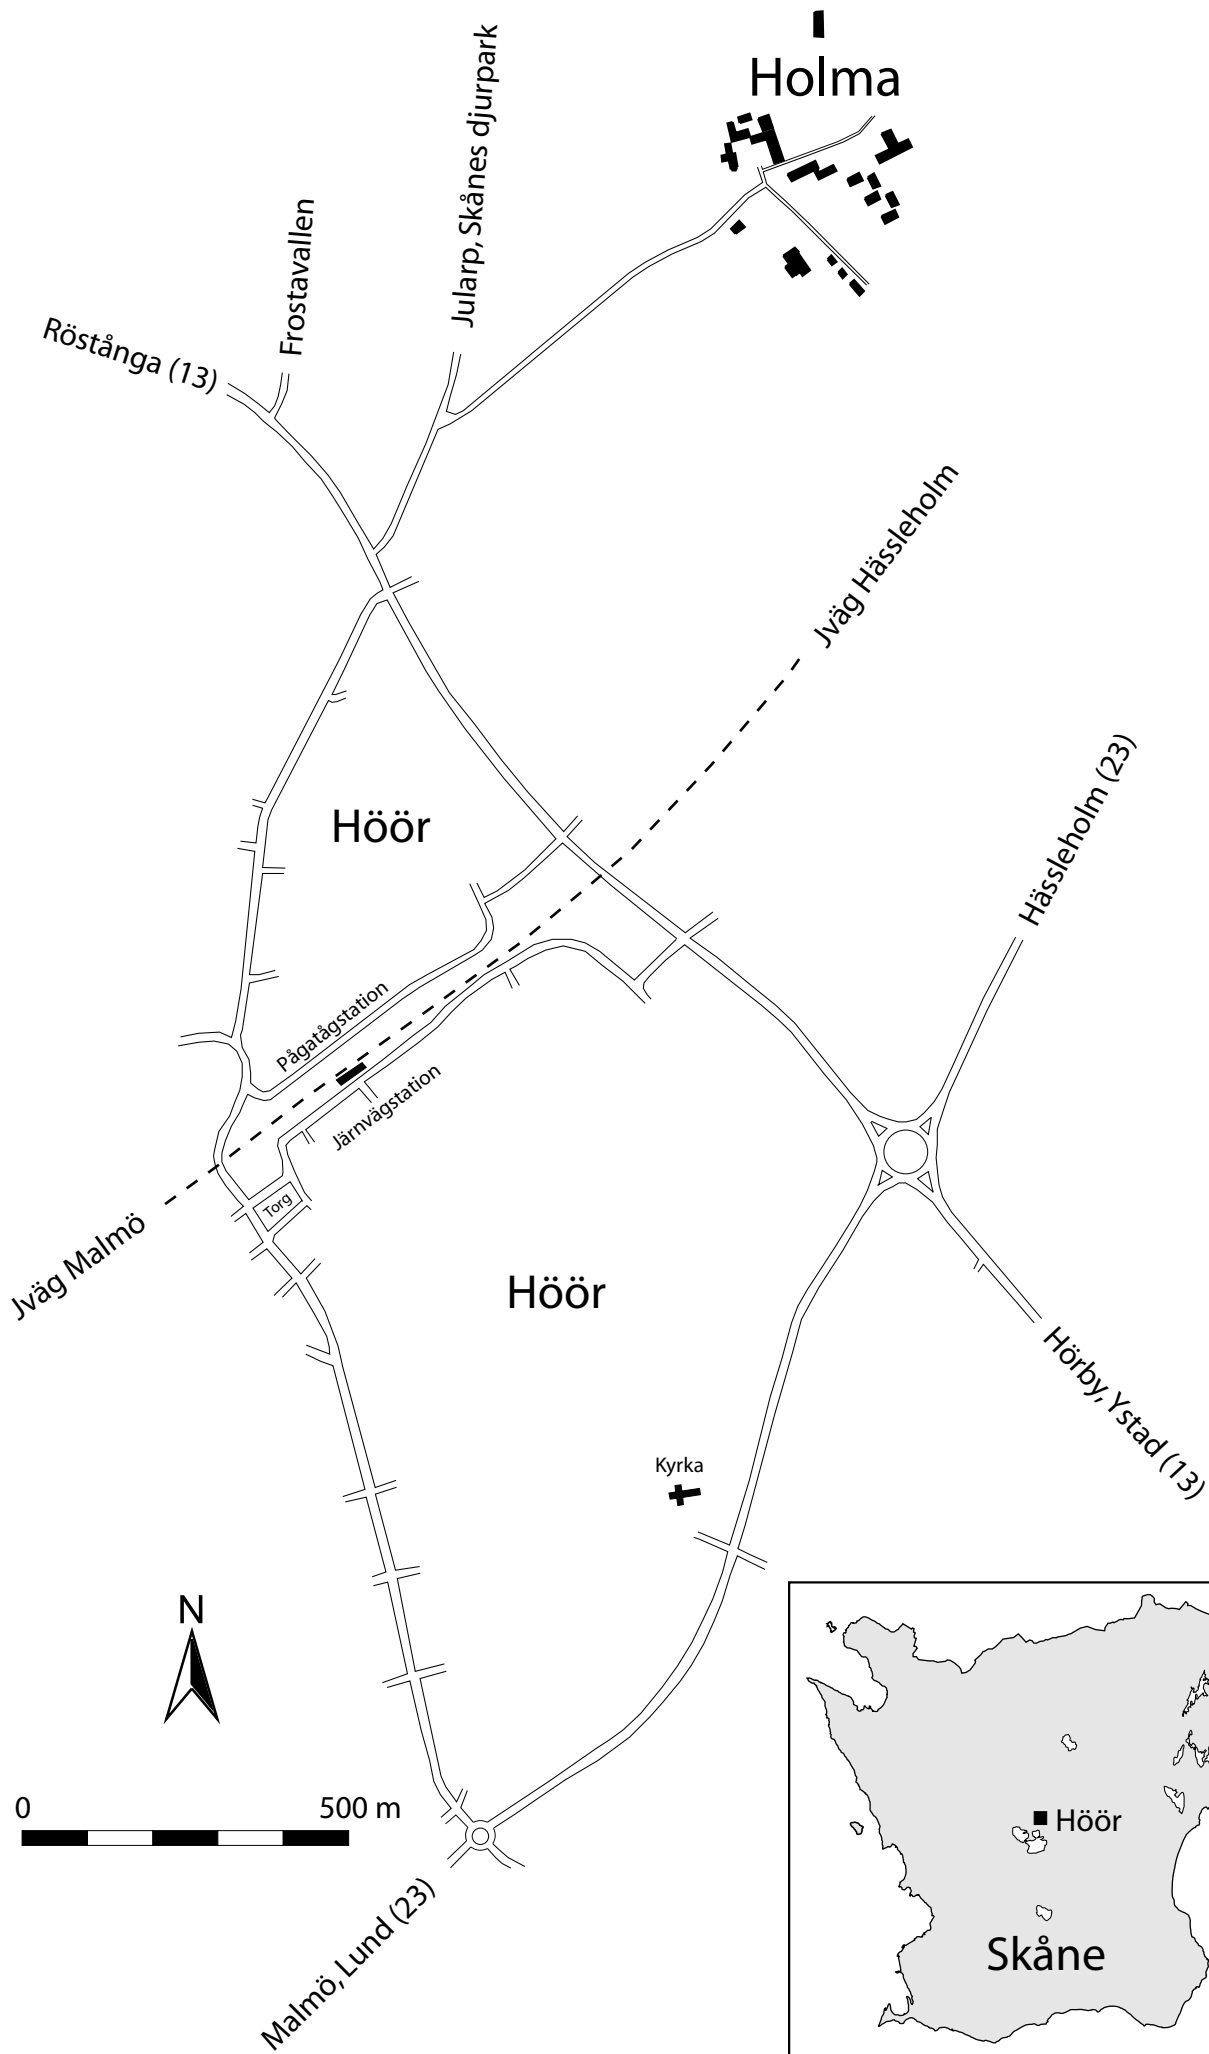 Holma
Jularp, Skånes djurpark
Frostavallen
Röstånga (13)
Jväg Hässleholm
Hässleholm (23)
Höör
Pågatågstation
Järnvägstation
Torg
Jväg Malmö
Höör
Hörby, Ystad (13)
Kyrka
N
0 500 m
Malmö, Lund (23)
Höör
Skåne